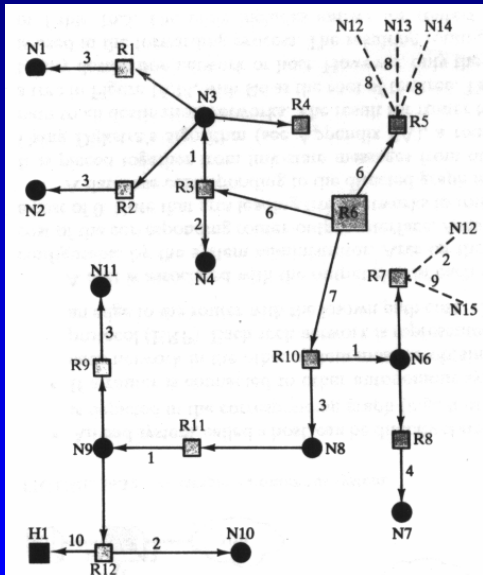 N12 N13 N14
N1 3 R1
8 8 8
N3 R4 R5
1 6
N2 3 R2 R3 6 R6
2 N12
N4 R7 2
N11 7 9 N15
3 R10 1 N6
R9 3 R8
R11
N9 1 N8 4
H1 10 2 N10 N7
R12